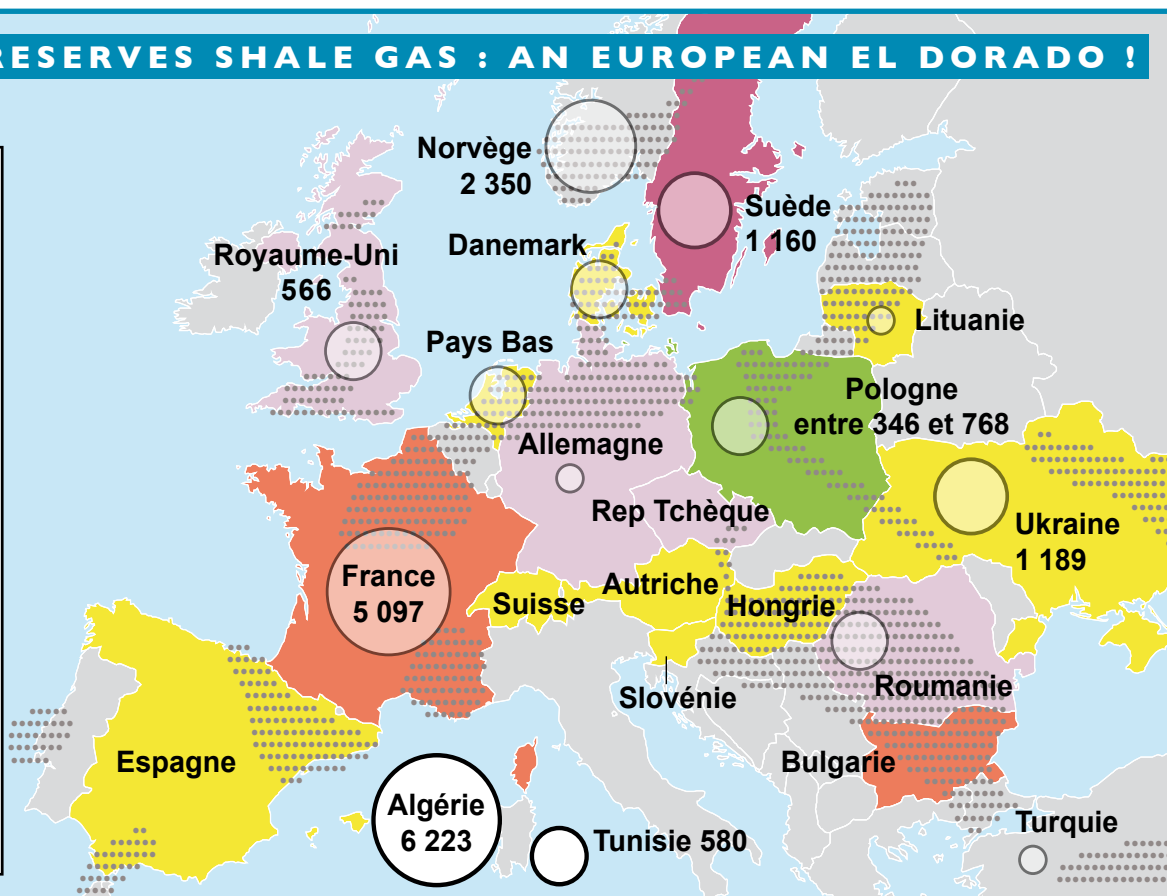 RESERVES SHALE GAS : AN EUROPEAN EL DORADO !
Norvège
2 350
Suède
1 160
Royaume-Uni
566
Danemark
Lituanie
Pays Bas
Pologne
entre 346 et 768
Allemagne
Rep Tchèque
Ukraine
1 189
France
5 097
Suisse
Autriche
Hongrie
Slovénie
Roumanie
Espagne
Bulgarie
Algérie
6 223
Tunisie 580
Turquie